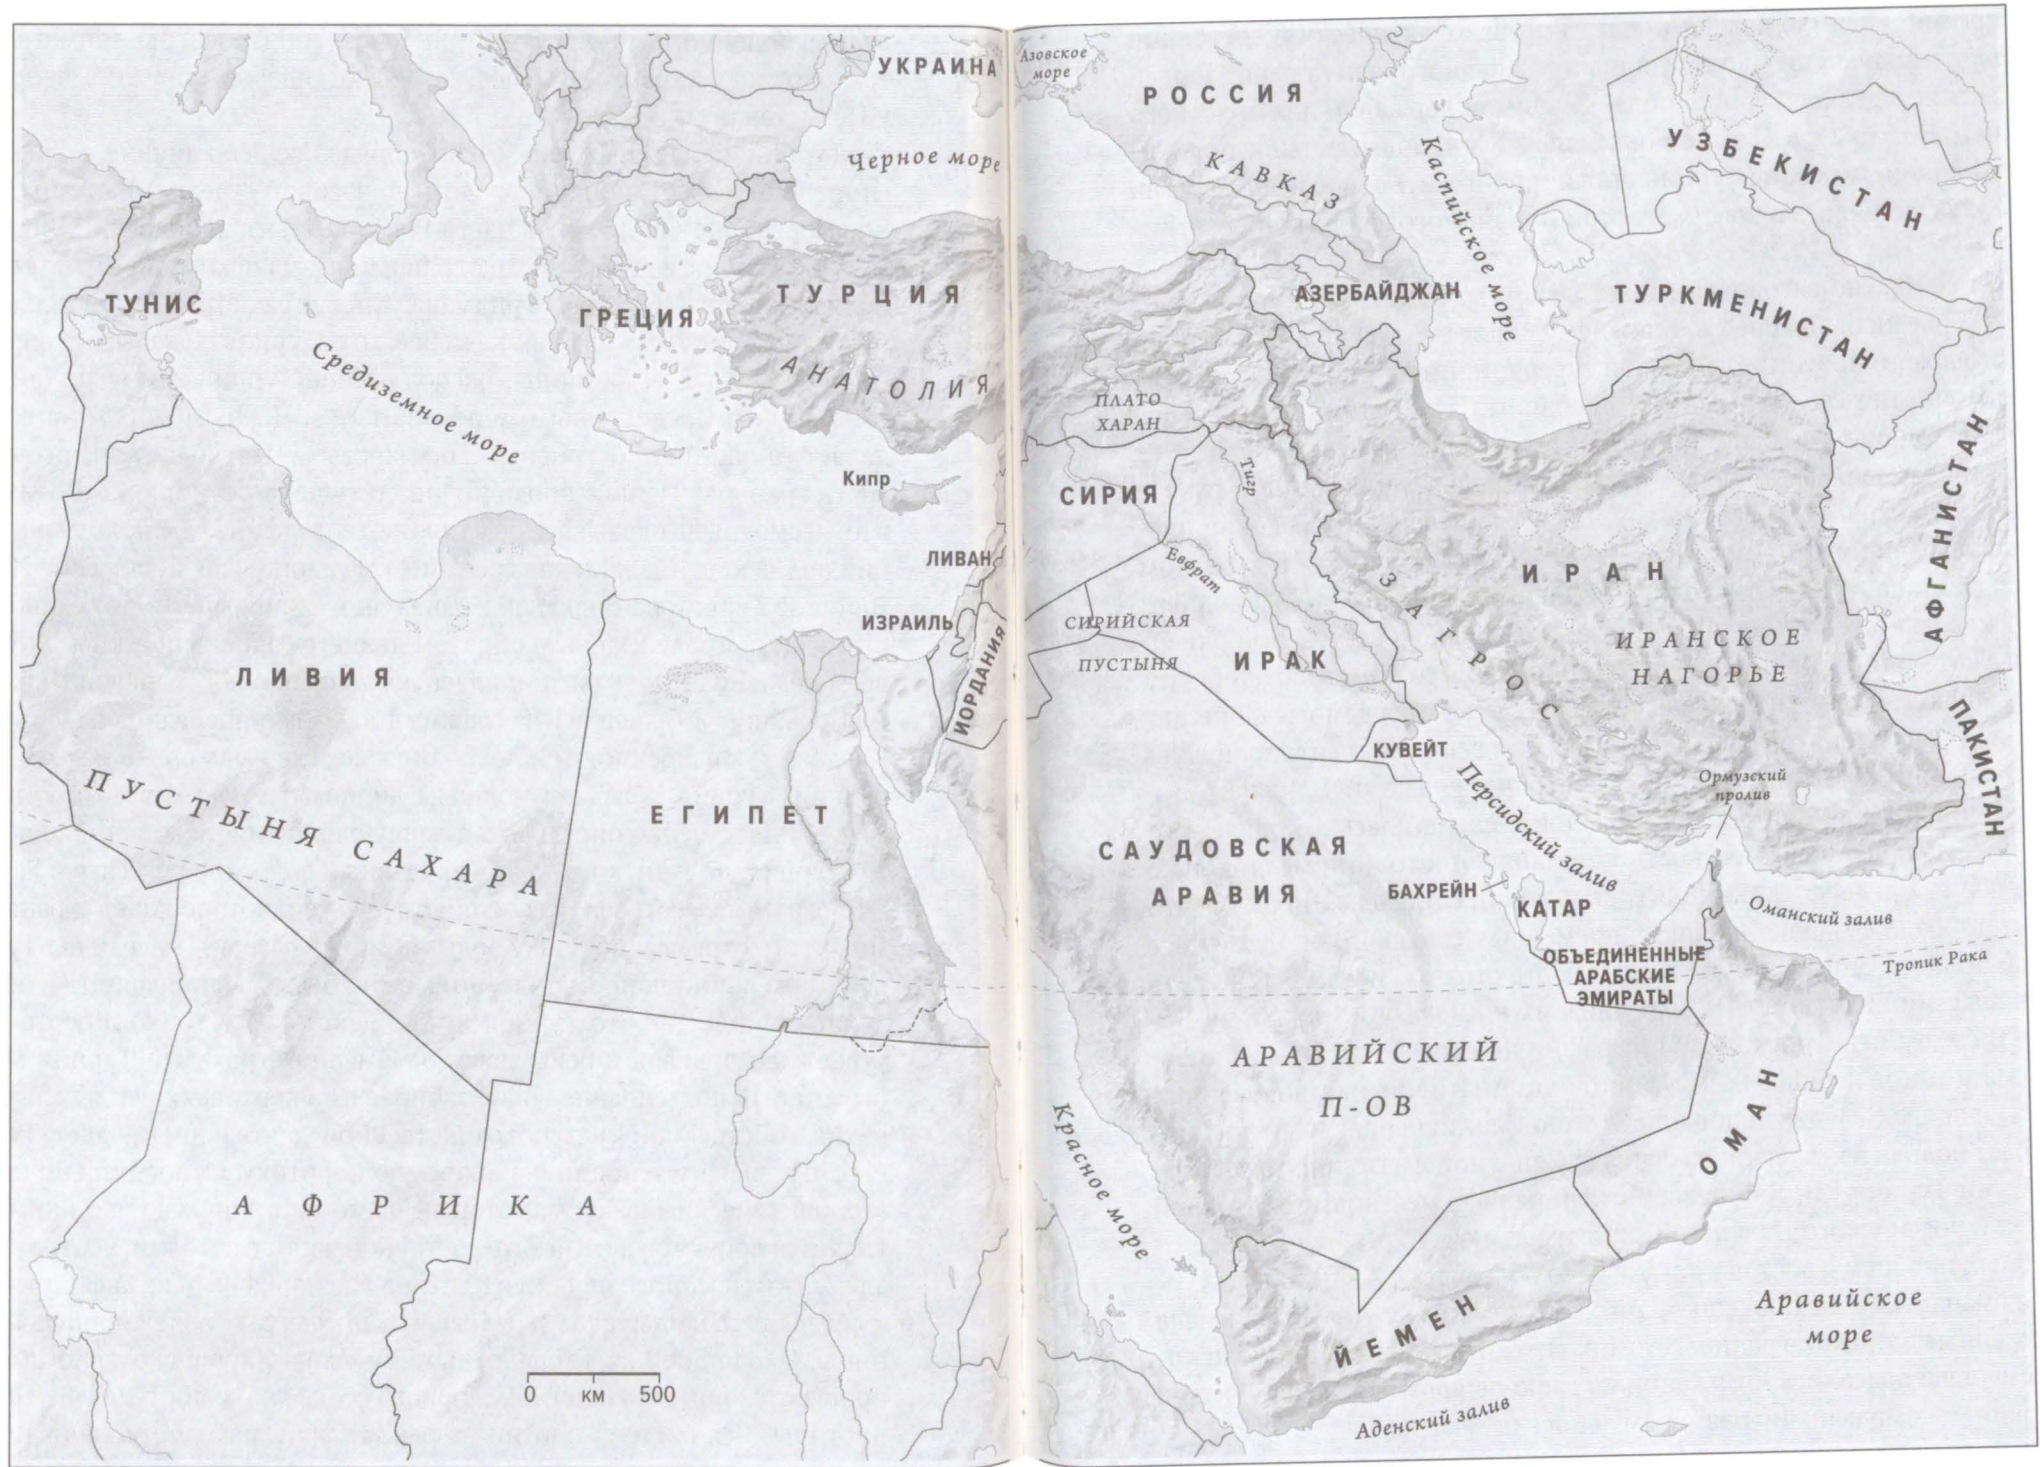 УКРАИНА
Черное море
ТУНИС
ГРЕЦИЯ
ТУРЦИЯ
АНАТОЛИЯ
Средиземное море
Кипр
ЛИВАН
ИЗРАИЛЬ
ИОРДАНИЯ
ЛИВИЯ
ЕГИПЕТ
ПУСТЫНЯ САХАРА
АФРИКА
0 км 500
Азовское
море
РОССИЯ
КАВКАЗ
Каспийское море
УЗБЕКИСТАН
АЗЕРБАЙДЖАН
ТУРКМЕНИСТАН
ПЛАТО
ХАРАН
Тигр
СИРИЯ
Евфрат
СИРИЙСКАЯ
ПУСТЫНЯ
ИРАК
ЗАГРОС
ИРАН
ИРАНСКОЕ
НАГОРЬЕ
АФГАНИСТАН
ПАКИСТАН
КУВЕЙТ
Персидский залив
Ормузский
пролив
САУДОВСКАЯ
АРАВИЯ
БАХРЕЙН
КАТАР
Оманский залив
ОБЪЕДИНЕННЫЕ
АРАБСКИЕ
ЭМИРАТЫ
Тропик Рака
АРАВИЙСКИЙ
П-ОВ
ОМАН
Красное море
ЙЕМЕН
Аравийское
море
Аденский залив